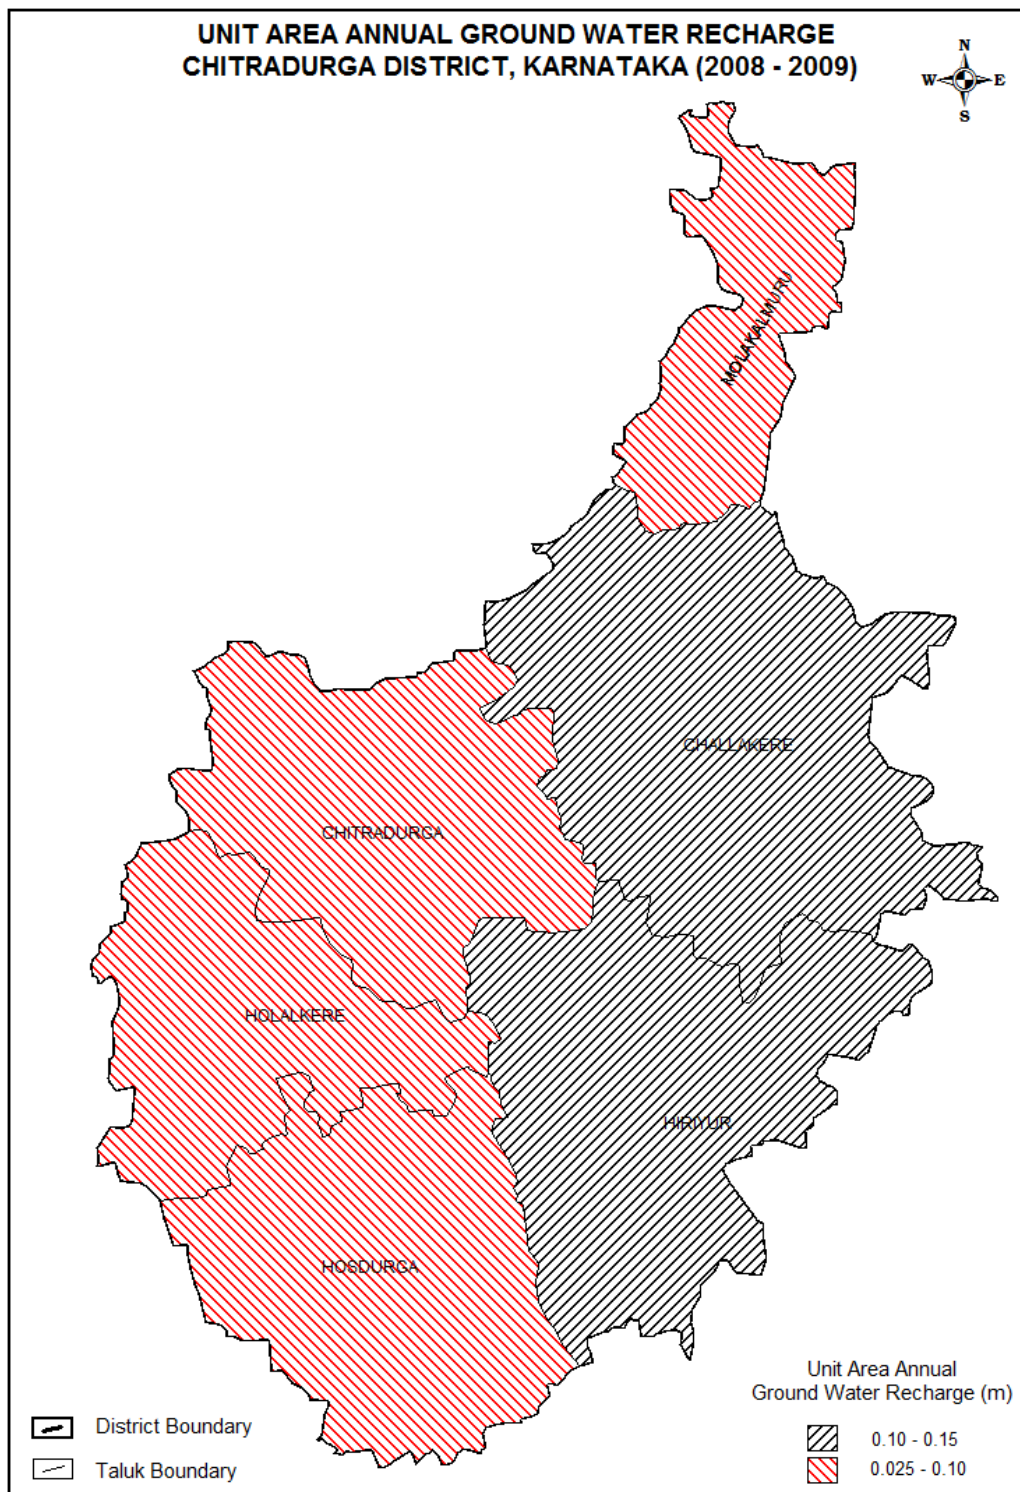 UNIT AREA ANNUAL GROUND WATER RECHARGE
CHITRADURGA DISTRICT, KARNATAKA (2008 - 2009)
N
W E
S
MOLAKALMURU
CHALLAKERE
CHITRADURGA
HOLALKERE
HIRIYUR
HOSDURGA
Unit Area Annual
Ground Water Recharge (m)
0.10 - 0.15
0.025 - 0.10
District Boundary
Taluk Boundary